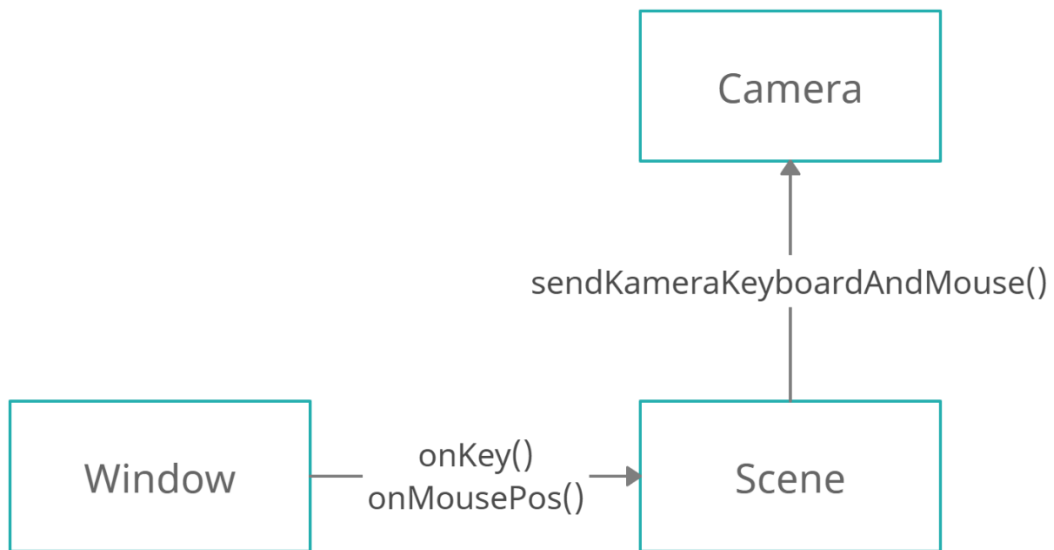 Camera
sendKameraKeyboardAndMouse()
Window
onKey()
onMousePos()
Scene